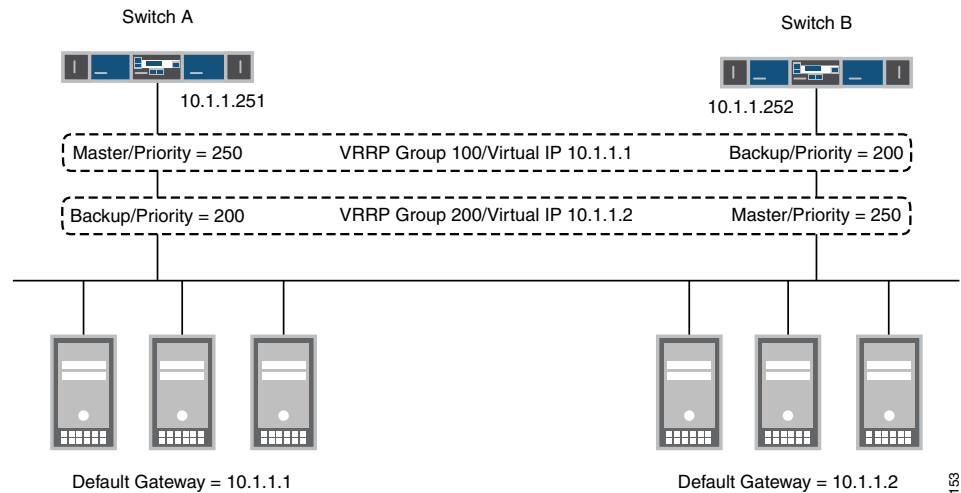 Switch A
Switch B
10.1.1.251
10.1.1.252
Master/Priority = 250 VRRP Group 100/Virtual IP 10.1.1.1 Backup/Priority = 200
Backup/Priority = 200 VRRP Group 200/Virtual IP 10.1.1.2 Master/Priority = 250
Default Gateway = 10.1.1.1
Default Gateway = 10.1.1.2
153